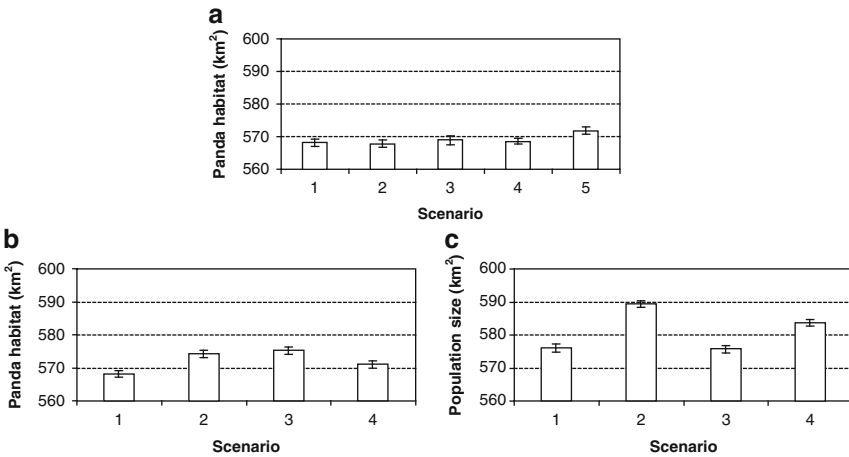 a
Panda habitat (km²)
600
590
580
570
560
1 2 3 4 5
Scenario
b
Panda habitat (km²)
600
590
580
570
560
1 2 3 4
Scenario
c
Population size (km²)
600
590
580
570
560
1 2 3 4
Scenario